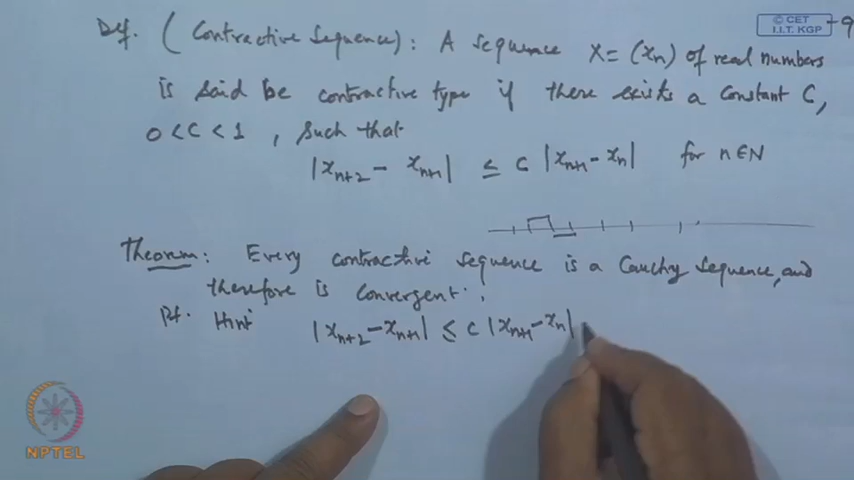 © CET
I.I.T. KGP
-9
Def. (Contractive Sequence): A sequence X = (xn) of real numbers
is said be contractive type if there exists a constant C,
0 < C < 1, such that
|xn+2 - xn+1| ≤ C |xn+1 - xn| for n∈N
Theorem: Every contractive sequence is a Cauchy sequence, and
therefore is convergent.
Pf. Hint |xn+2 - xn+1| ≤ C |xn+1 - xn|
NPTEL